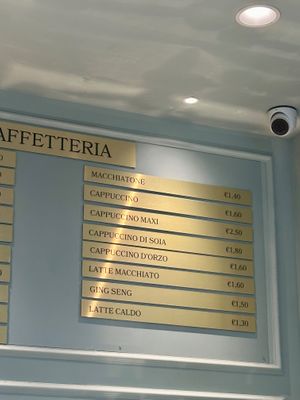 AFFETTERIA
MACCHIATONE €1,40
CAPPUCCINO €1,60
CAPPUCCINO MAXI €2,50
CAPPUCCINO DI SOIA €1,80
CAPPUCCINO D'ORZO €1,60
LATTE MACCHIATO €1,60
GING SENG €1,50
LATTE CALDO €1,30